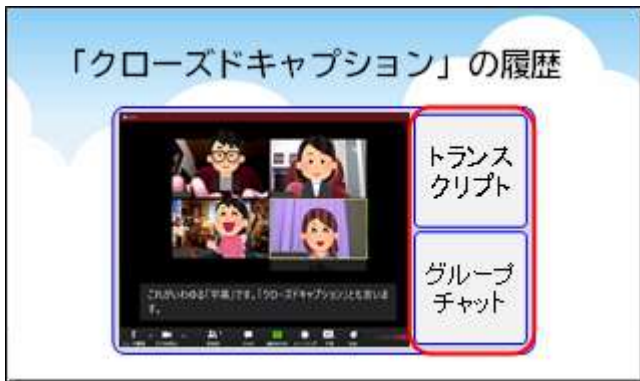 「クローズドキャプション」の履歴
トランス
クリプト
グループ
チャット
これがいわゆる「字幕」です。「クローズドキャプション」とも言いま
す。